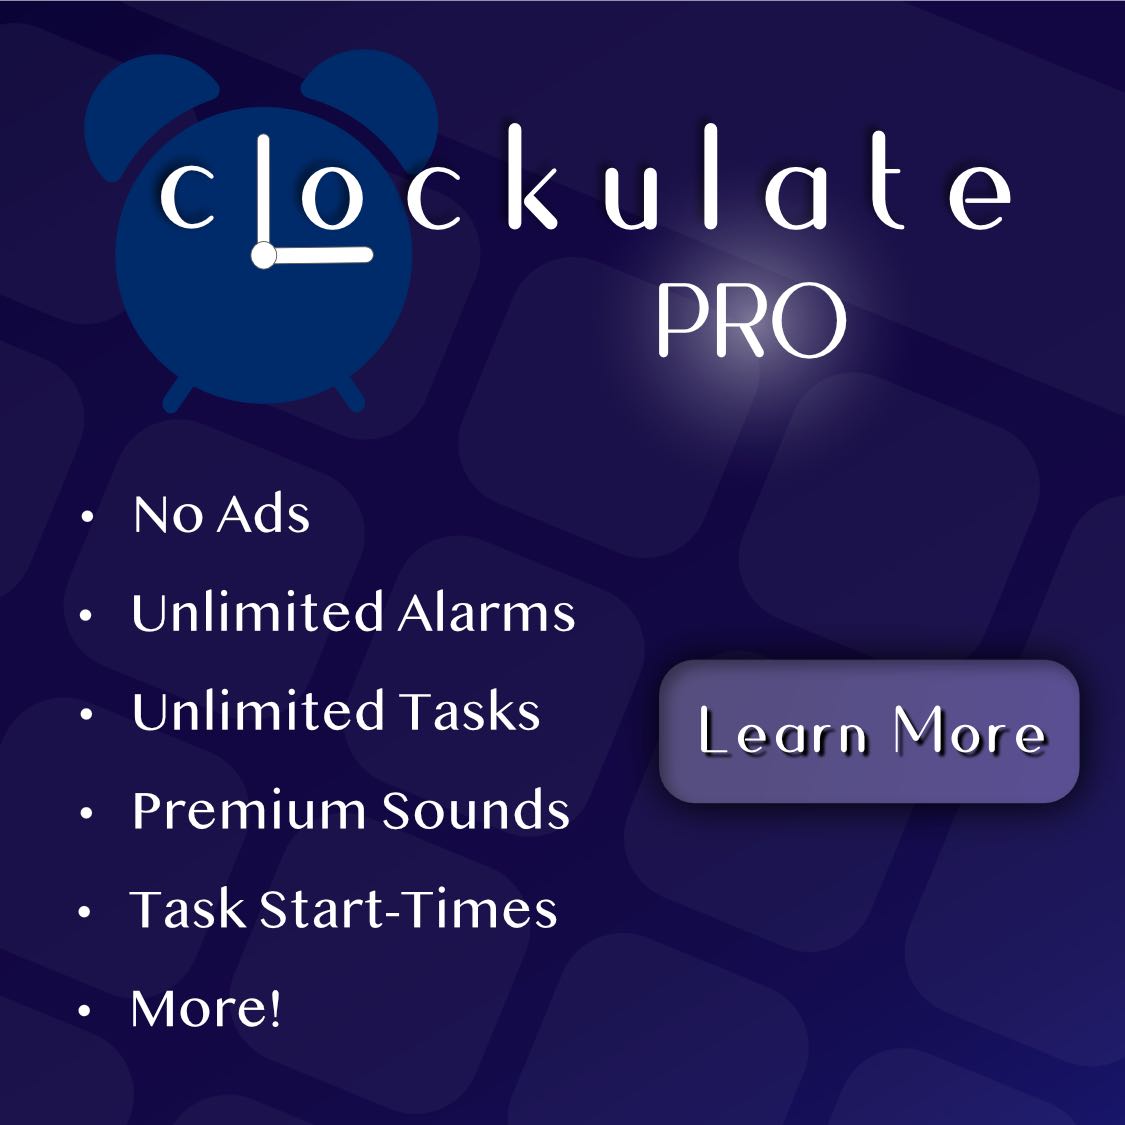 clockulate
PRO
• No Ads
• Unlimited Alarms
• Unlimited Tasks
• Premium Sounds
• Task Start-Times
• More!
Learn More